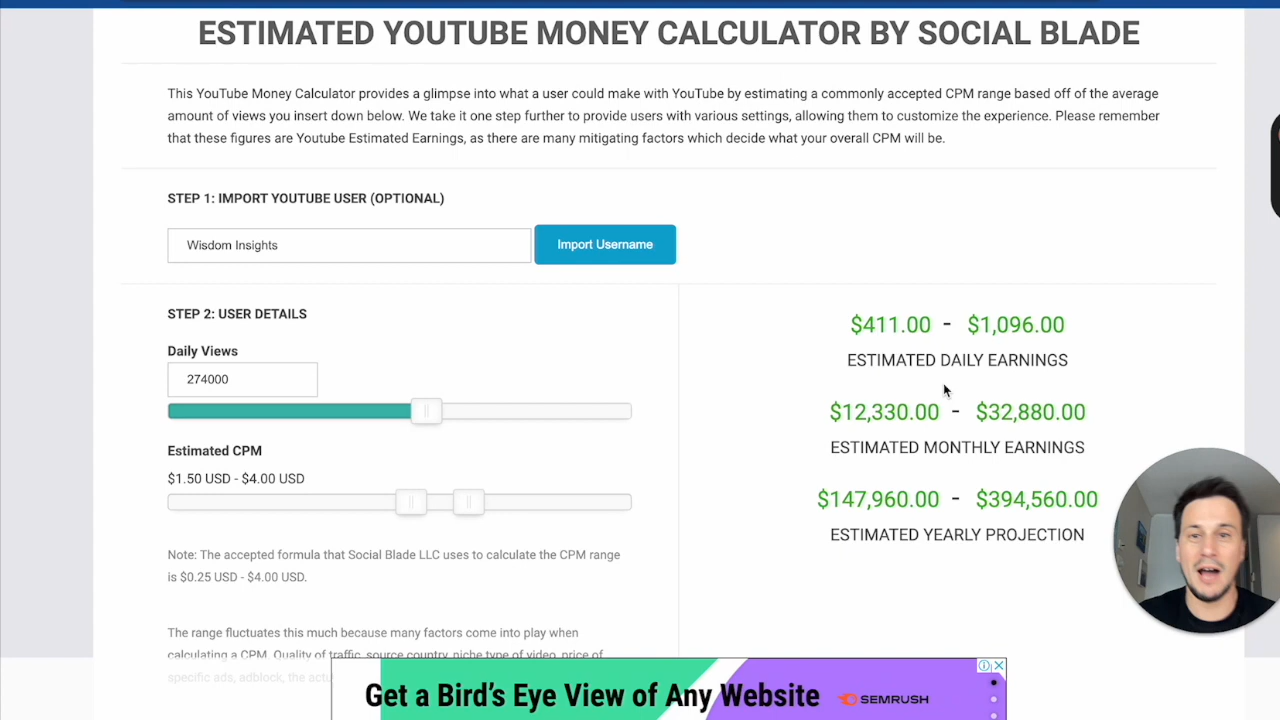 ESTIMATED YOUTUBE MONEY CALCULATOR BY SOCIAL BLADE
This YouTube Money Calculator provides a glimpse into what a user could make with YouTube by estimating a commonly accepted CPM range based off of the average
amount of views you insert down below. We take it one step further to provide users with various settings, allowing them to customize the experience. Please remember
that these figures are Youtube Estimated Earnings, as there are many mitigating factors which decide what your overall CPM will be.
STEP 1: IMPORT YOUTUBE USER (OPTIONAL)
Wisdom Insights
Import Username
STEP 2: USER DETAILS
Daily Views
274000
Estimated CPM
$1.50 USD - $4.00 USD
Note: The accepted formula that Social Blade LLC uses to calculate the CPM range
is $0.25 USD - $4.00 USD.
The range fluctuates this much because many factors come into play when
calculating a CPM. Quality of traffic, source country, niche type of video, price of
specific ads, adblock, the actu
$411.00 - $1,096.00
ESTIMATED DAILY EARNINGS
$12,330.00 - $32,880.00
ESTIMATED MONTHLY EARNINGS
$147,960.00 - $394,560.00
ESTIMATED YEARLY PROJECTION
Get a Bird's Eye View of Any Website
SEMRUSH